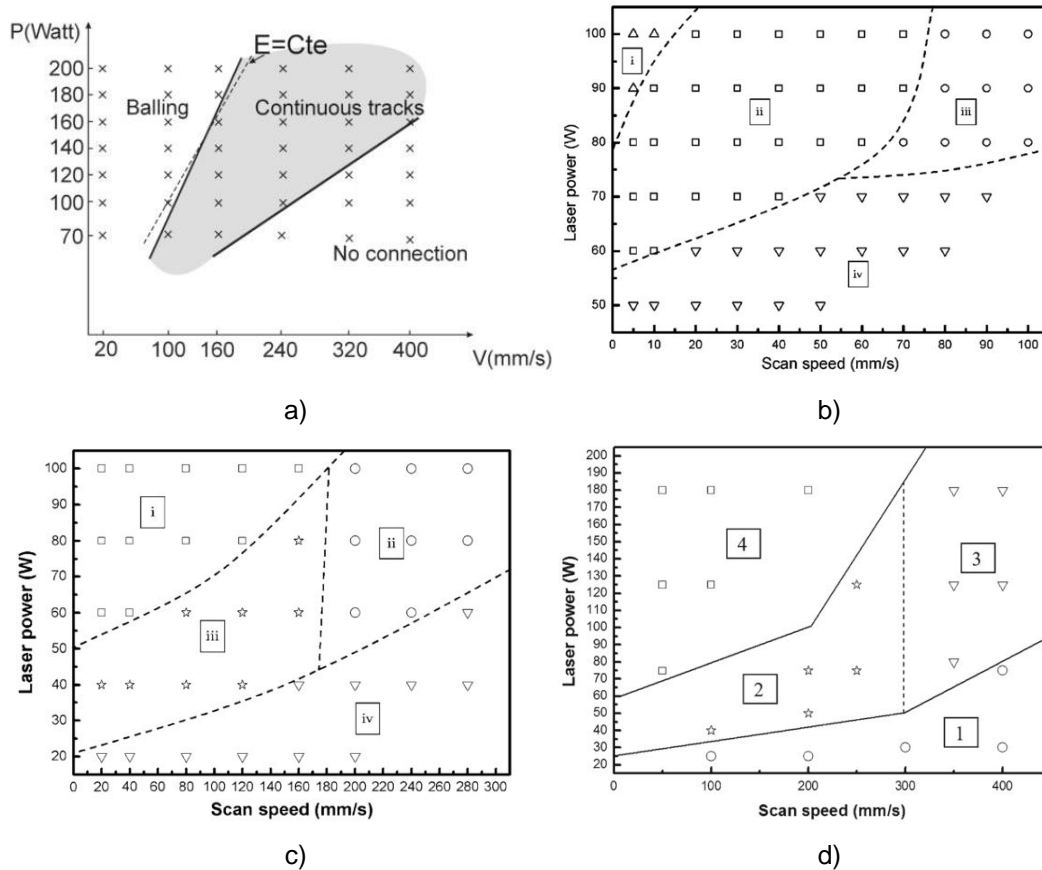 P(Watt)
E=Cte
200
180
160
140
120
100
70
Balling
Continuous tracks
No connection
20 100 160 240 320 400
V(mm/s)
a)
Laser power (W)
100
90
80
70
60
50
i
ii
iii
iv
0 10 20 30 40 50 60 70 80 90 100
Scan speed (mm/s)
b)
Laser power (W)
100
90
80
70
60
50
40
30
20
i
ii
iii
iv
0 20 40 60 80 100 120 140 160 180 200 220 240 260 280 300
Scan speed (mm/s)
c)
Laser power (W)
200
190
180
170
160
150
140
130
120
110
100
90
80
70
60
50
40
30
20
4
3
2
1
0 100 200 300 400
Scan speed (mm/s)
d)